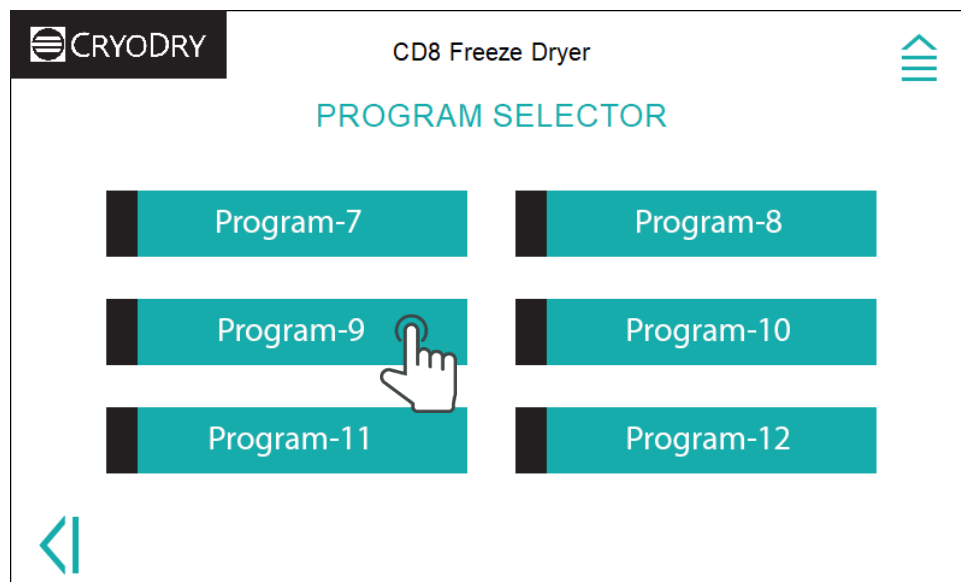 CRYODRY
CD8 Freeze Dryer
PROGRAM SELECTOR
Program-7
Program-8
Program-9
Program-10
Program-11
Program-12